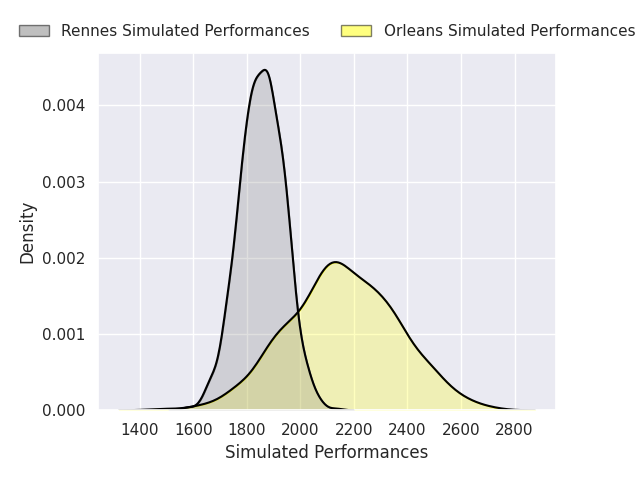 Rennes Simulated Performances Orleans Simulated Performances
0.004
0.003
0.002
0.001
0.000
Density
1400 1600 1800 2000 2200 2400 2600 2800
Simulated Performances